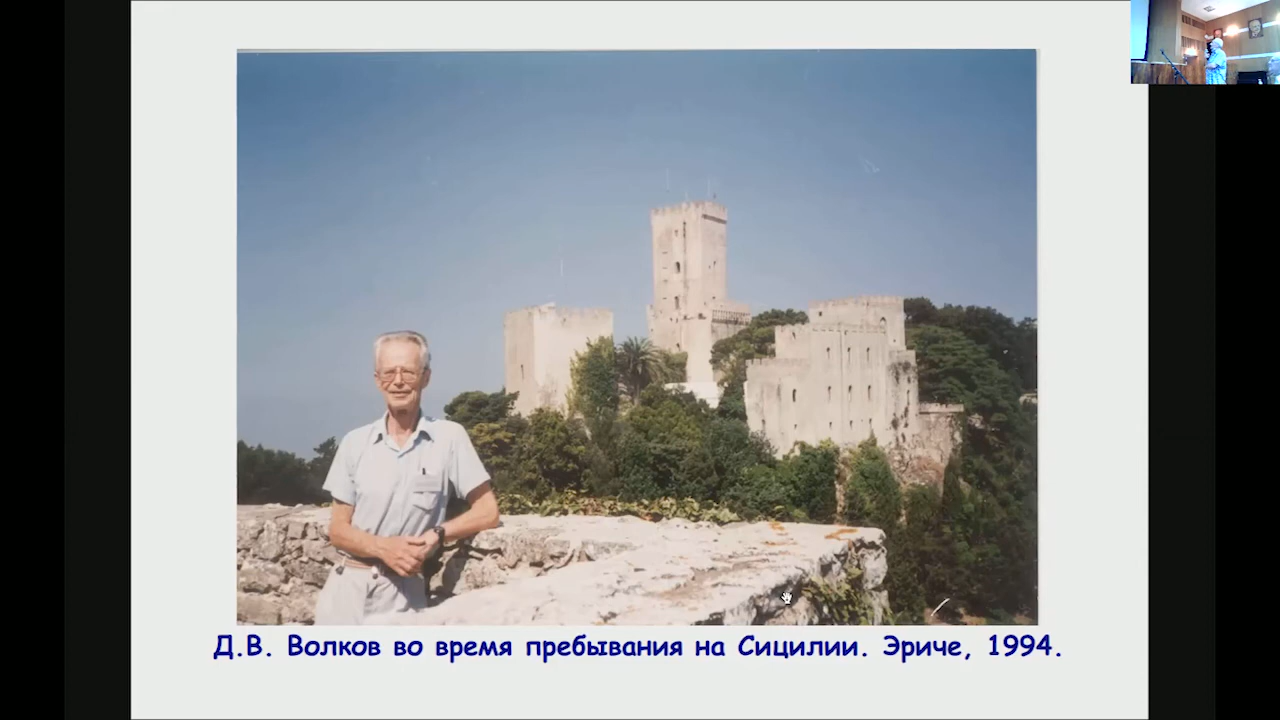 Д.В. Волков во время пребывания на Сицилии. Эриче, 1994.